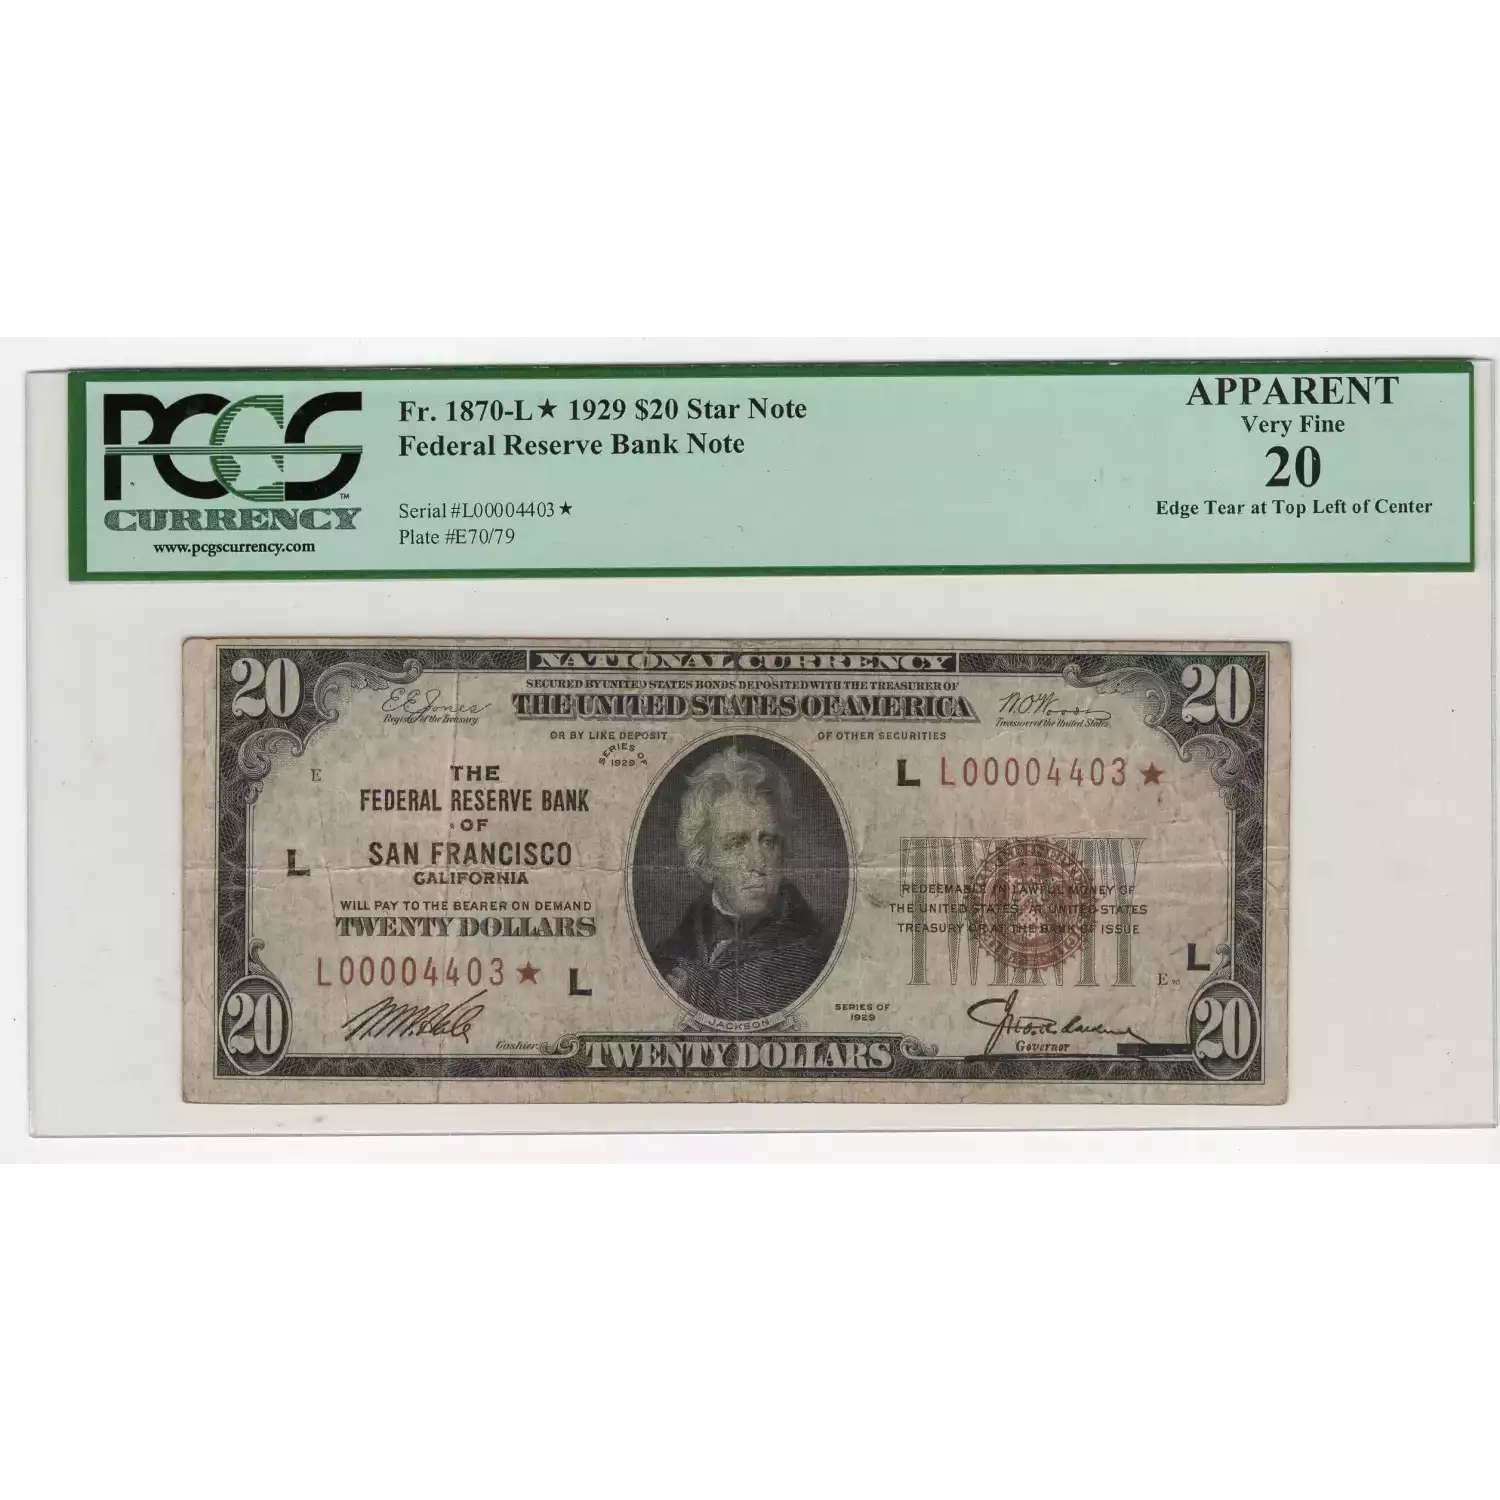 PCGS™
CURRENCY
www.pcgscurrency.com
Fr. 1870-L★ 1929 $20 Star Note
Federal Reserve Bank Note
Serial #L00004403★
Plate #E70/79
APPARENT
Very Fine
20
Edge Tear at Top Left of Center
20 NATIONAL CURRENCY 20
SECURED BY UNITED STATES BONDS DEPOSITED WITH THE TREASURER OF
THE UNITED STATES OF AMERICA
E E Jones
Register of the Treasury
W.O. Woods
Treasurer of the United States
OR BY LIKE DEPOSIT OF OTHER SECURITIES
SERIES OF
1929
L L00004403★
E
THE
FEDERAL RESERVE BANK
OF
SAN FRANCISCO
CALIFORNIA
L
WILL PAY TO THE BEARER ON DEMAND
TWENTY DOLLARS
L00004403★ L
REDEEMABLE IN LAWFUL MONEY OF
THE UNITED STATES AT UNITED STATES
TREASURY OR AT THE BANK OF ISSUE
TWENTY
L
E70
Cashier
JACKSON
SERIES OF
1929
Governor
20 TWENTY DOLLARS 20